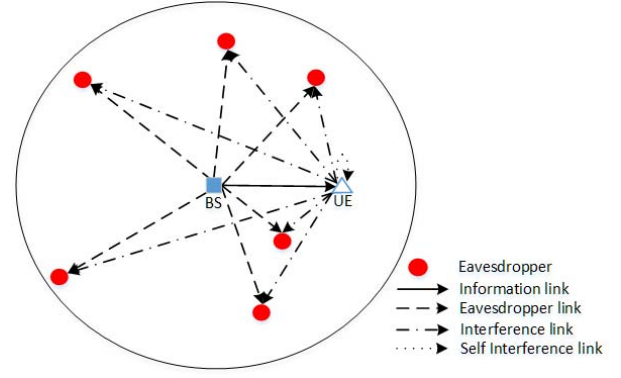 BS
UE
Eavesdropper
Information link
Eavesdropper link
Interference link
Self Interference link